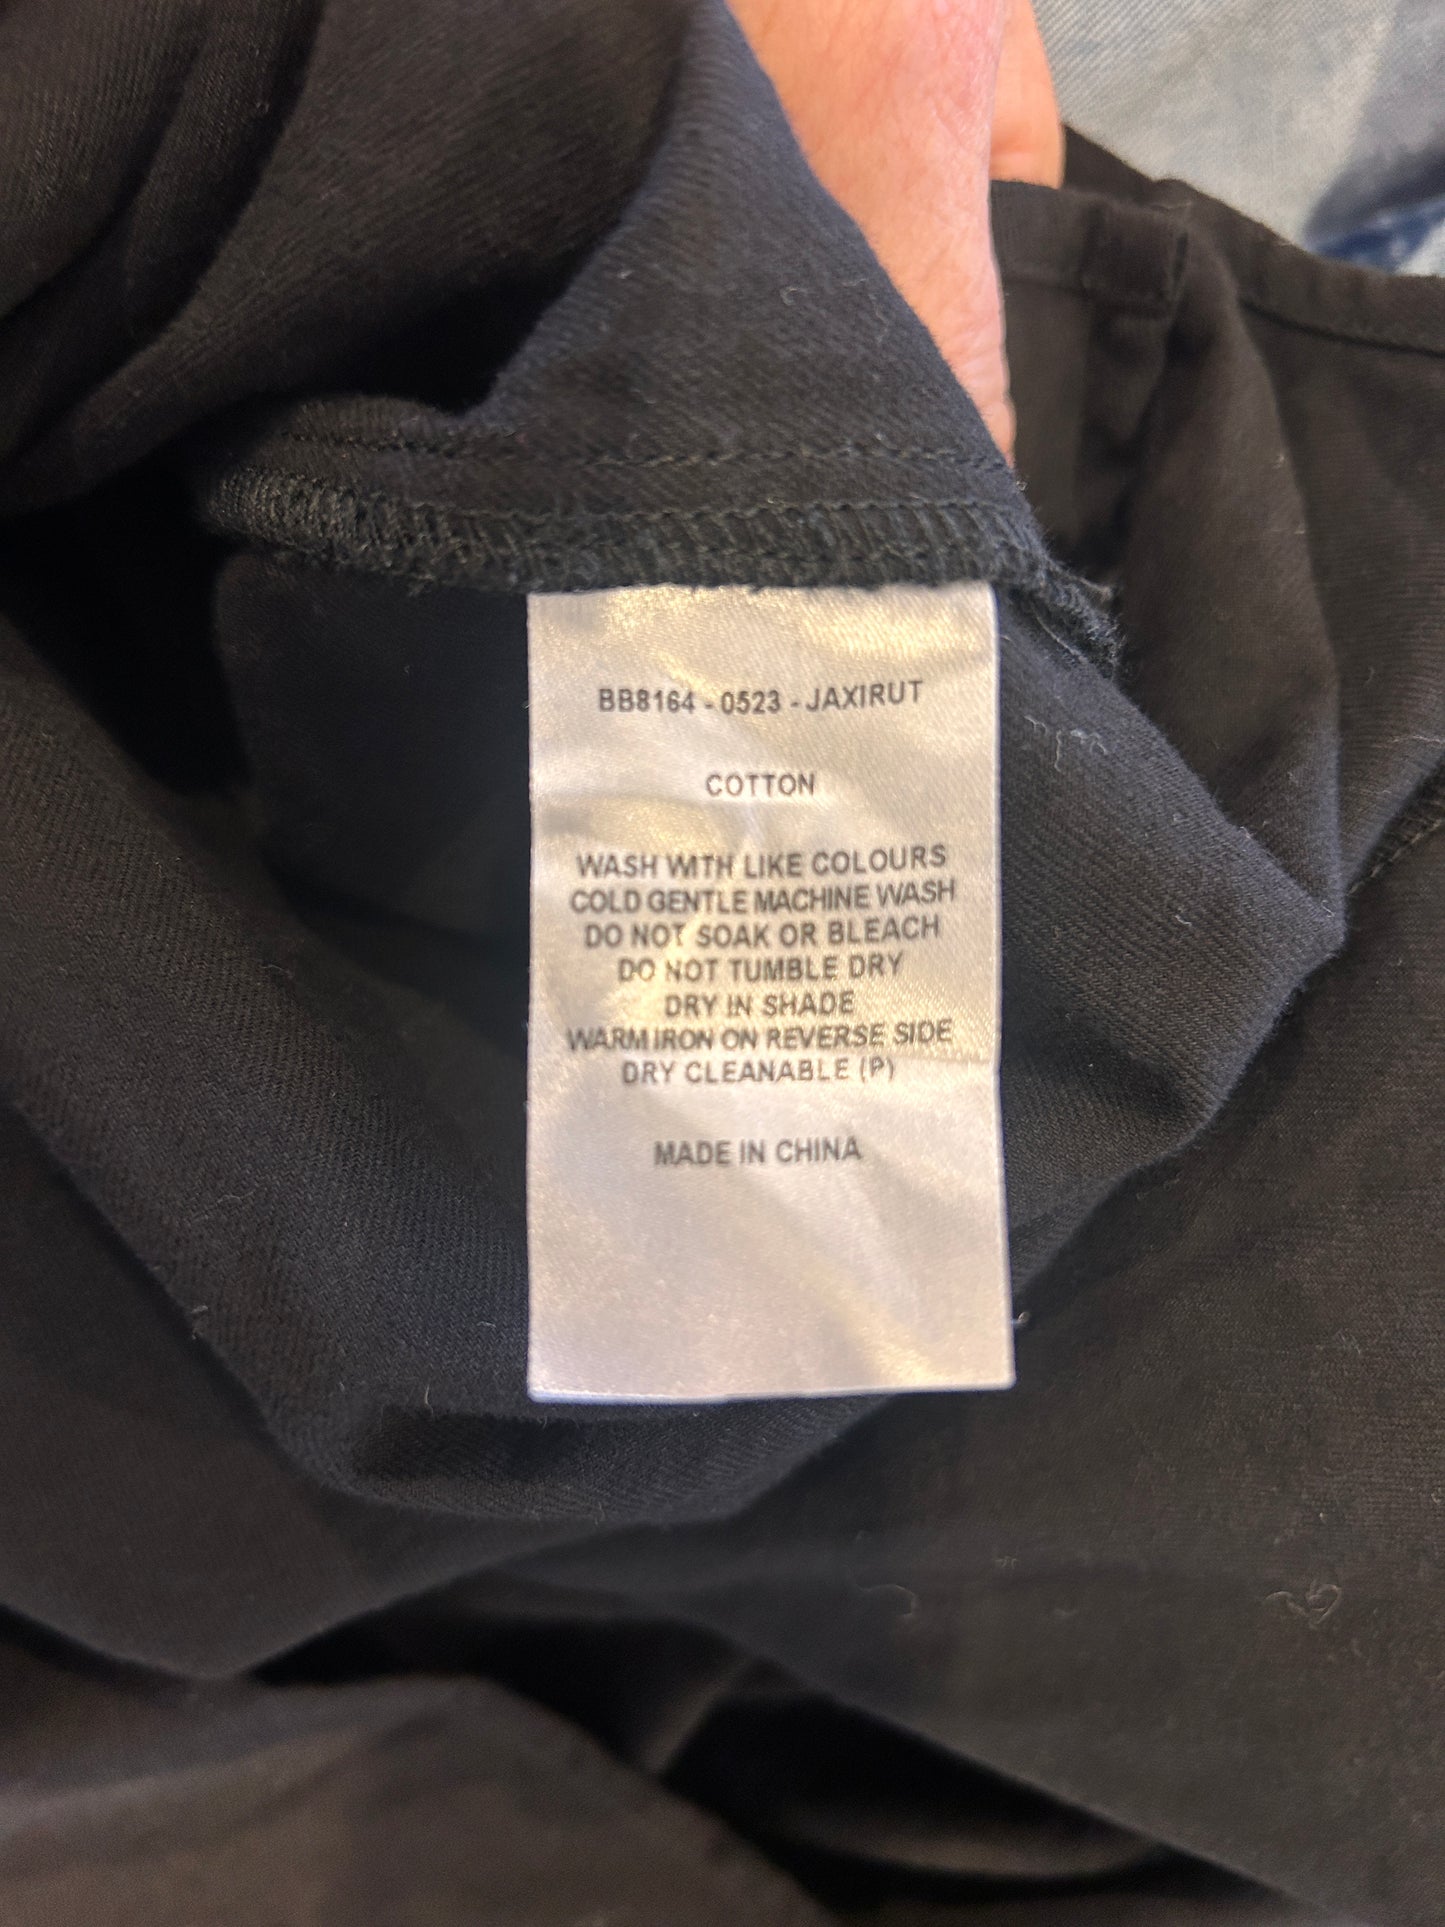 BB8164 - 0523 - JAXIRUT
COTTON
WASH WITH LIKE COLOURS
COLD GENTLE MACHINE WASH
DO NOT SOAK OR BLEACH
DO NOT TUMBLE DRY
DRY IN SHADE
WARM IRON ON REVERSE SIDE
DRY CLEANABLE (P)
MADE IN CHINA